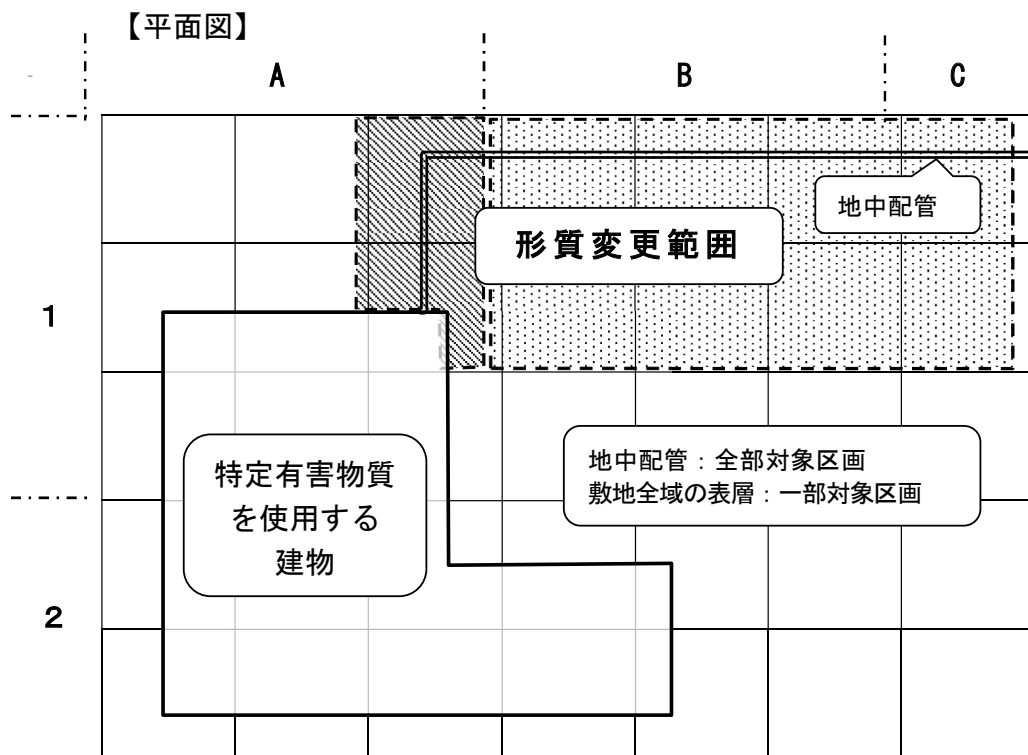 【平面図】
A
B
C
地中配管
形質変更範囲
1
特定有害物質
を使用する
建物
地中配管：全部対象区画
敷地全域の表層：一部対象区画
2